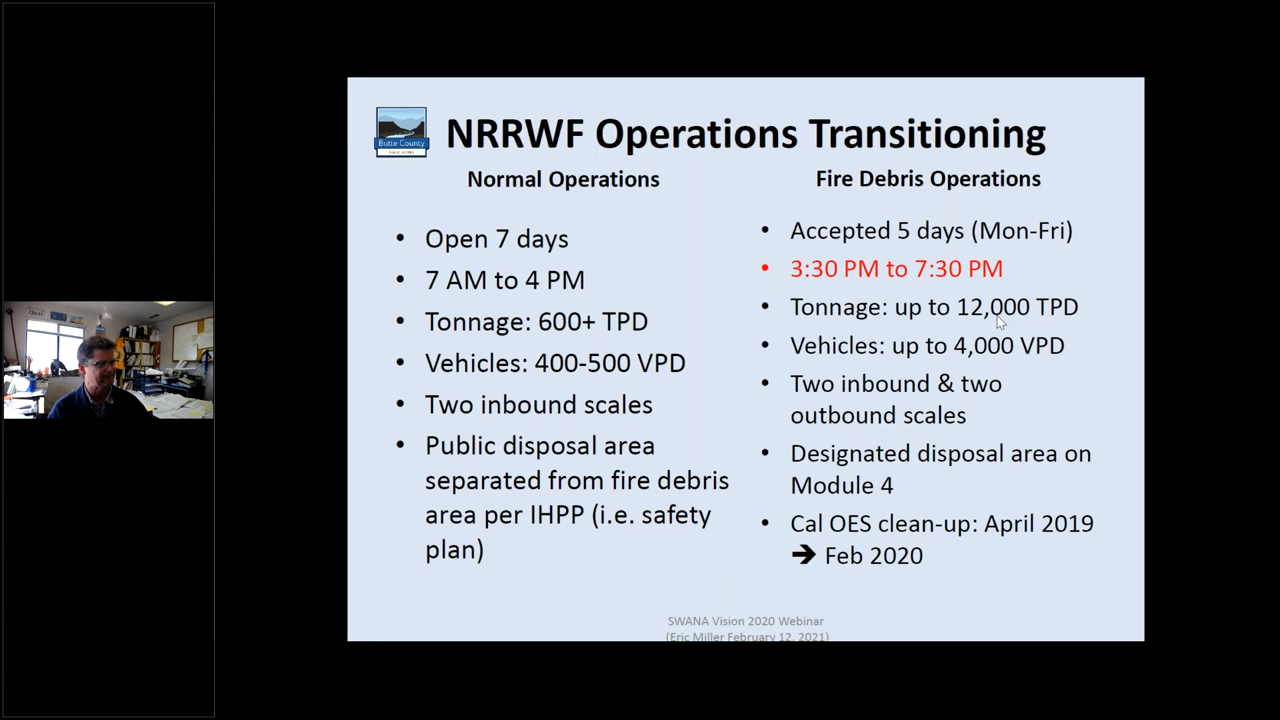 Butte County
PUBLIC WORKS
NRRWF Operations Transitioning
Normal Operations
• Open 7 days
• 7 AM to 4 PM
• Tonnage: 600+ TPD
• Vehicles: 400-500 VPD
• Two inbound scales
• Public disposal area
separated from fire debris
area per IHPP (i.e. safety
plan)
Fire Debris Operations
• Accepted 5 days (Mon-Fri)
• 3:30 PM to 7:30 PM
• Tonnage: up to 12,000 TPD
• Vehicles: up to 4,000 VPD
• Two inbound & two
outbound scales
• Designated disposal area on
Module 4
• Cal OES clean-up: April 2019
➔ Feb 2020
SWANA Vision 2020 Webinar
(Eric Miller February 12, 2021)